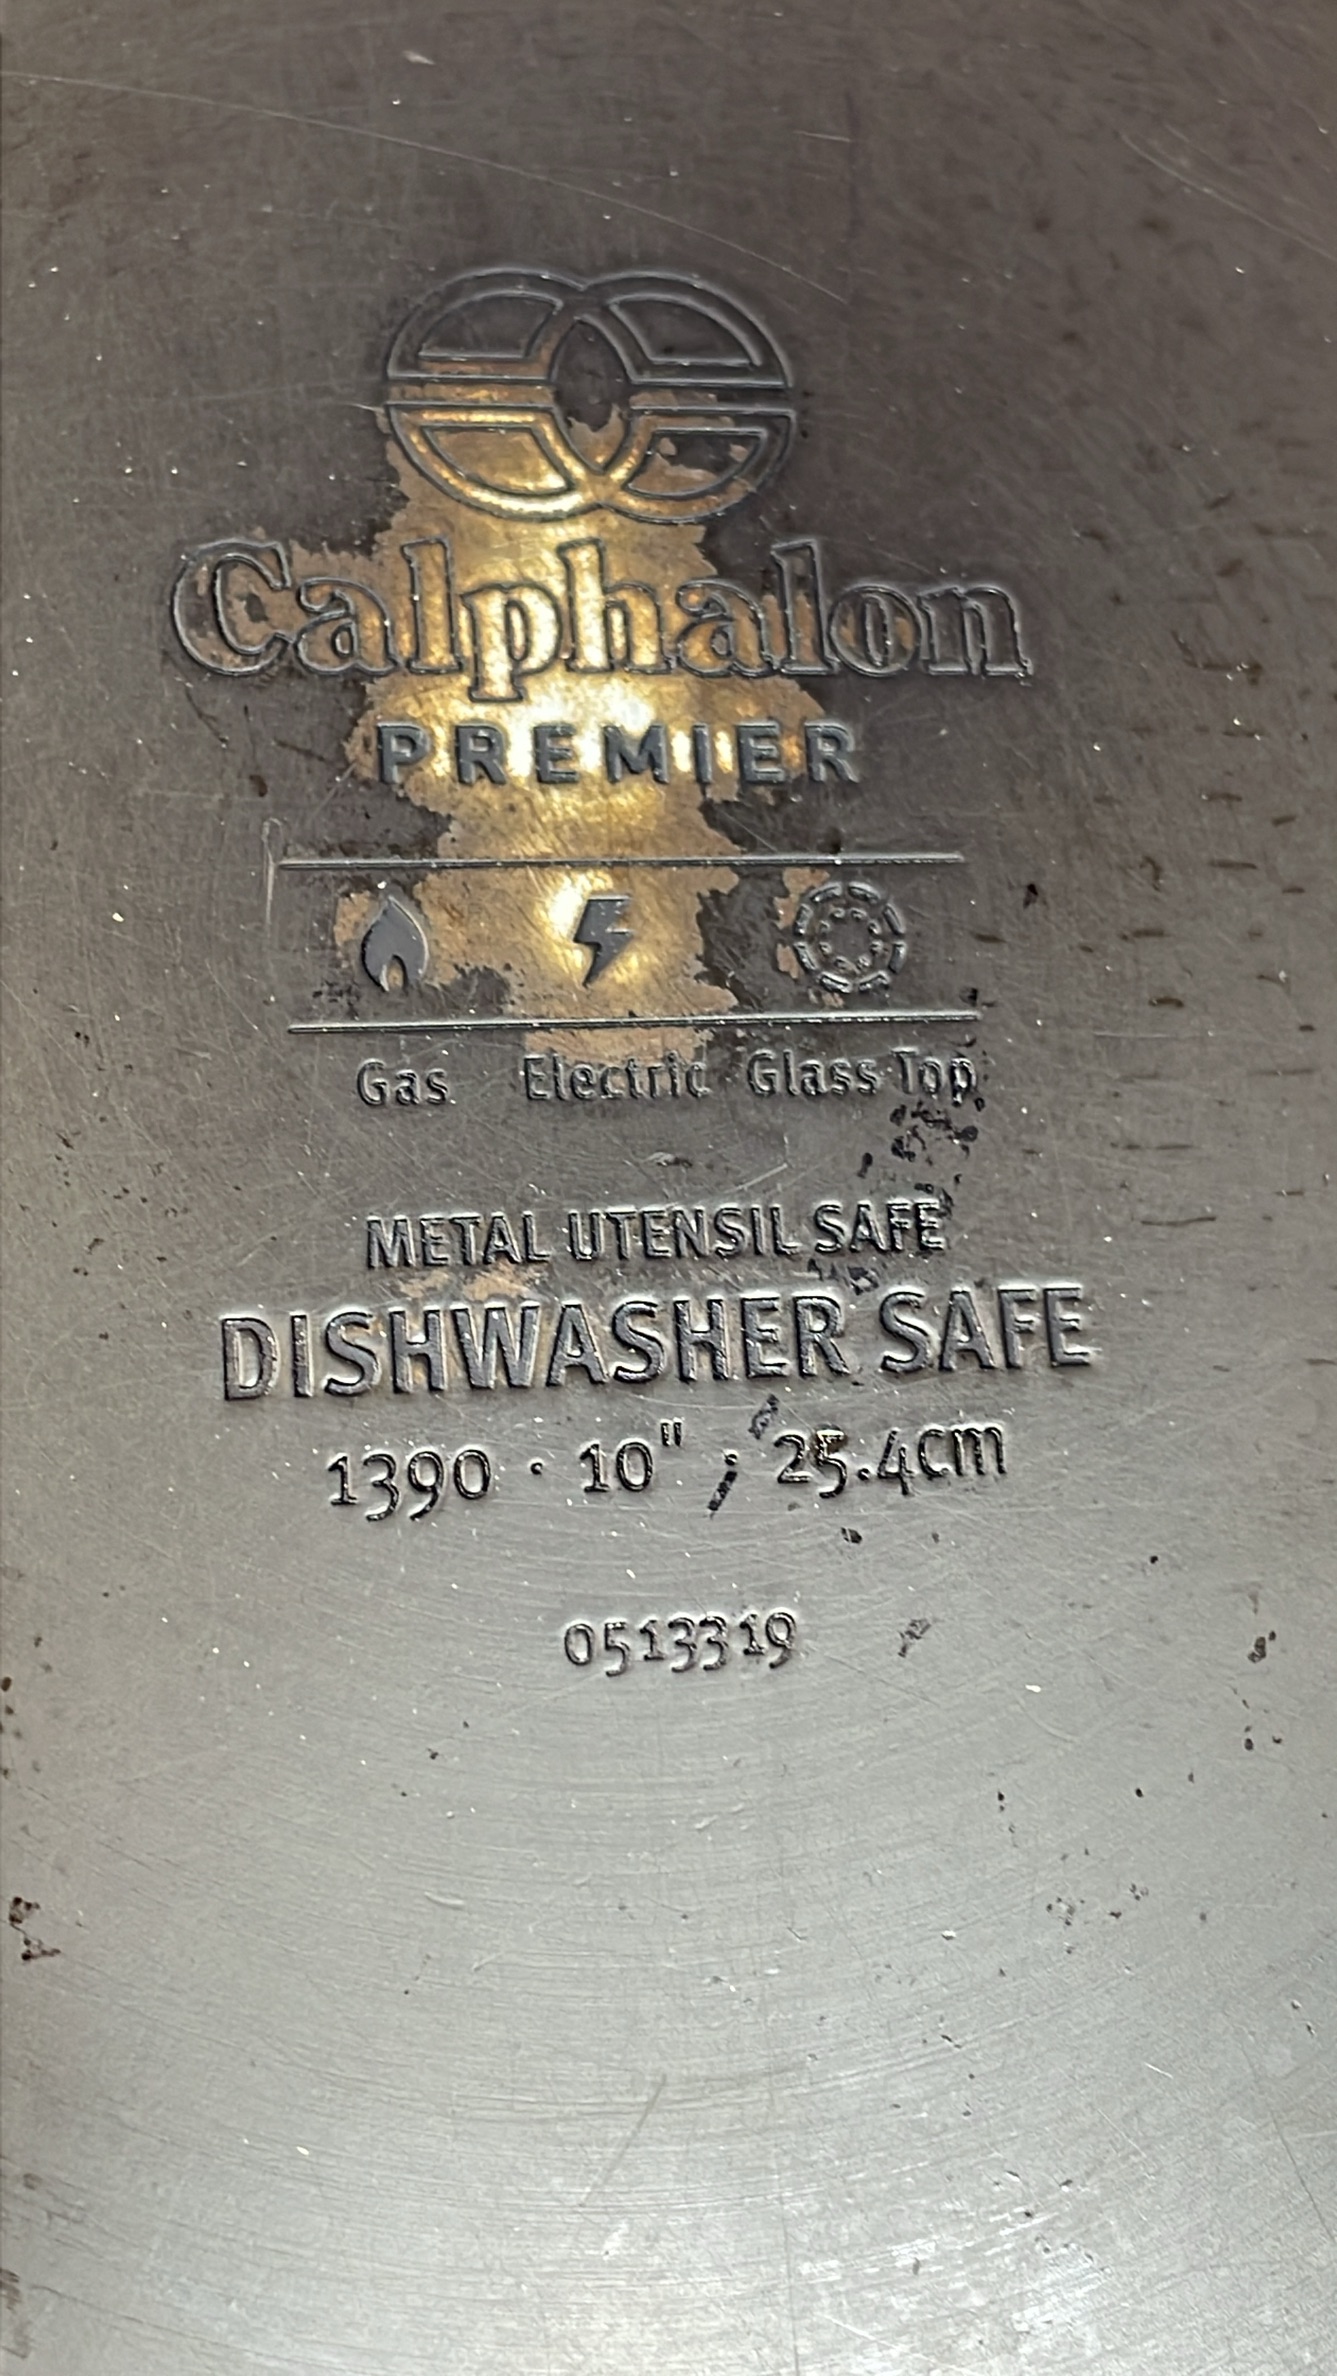 Calphalon
PREMIER
Gas Electric Glass Top
METAL UTENSIL SAFE
DISHWASHER SAFE
1390 · 10" ; 25.4cm
0513319